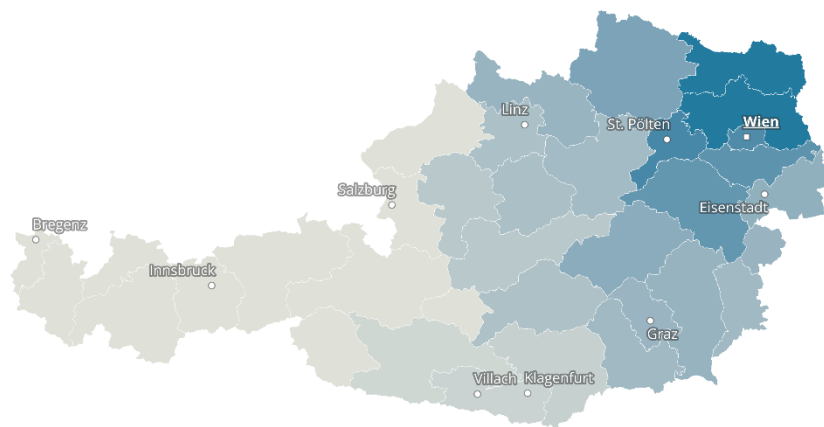 Linz
St. Pölten
Wien
Salzburg
Eisenstadt
Bregenz
Innsbruck
Graz
Villach
Klagenfurt